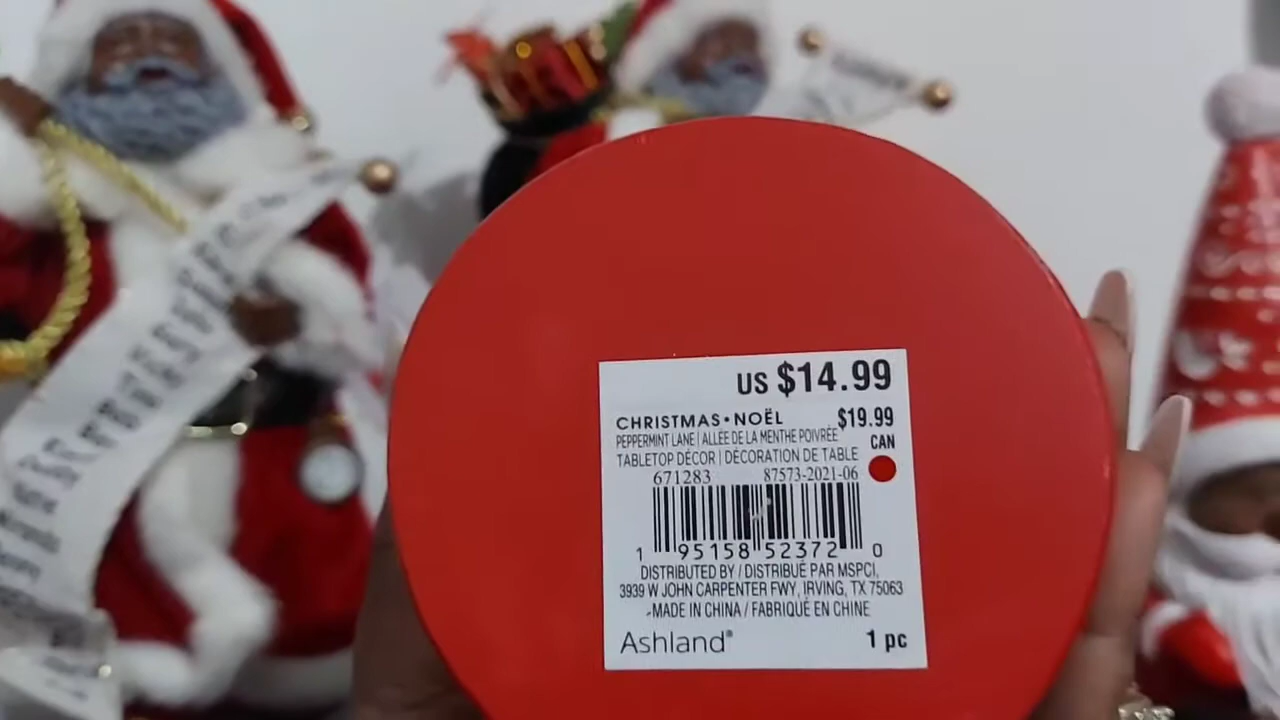 US $14.99
CHRISTMAS•NOËL $19.99
PEPPERMINT LANE | ALLÉE DE LA MENTHE POIVRÉE CAN
TABLETOP DÉCOR | DÉCORATION DE TABLE
671283 87573-2021-06
1 95158 52372 0
DISTRIBUTED BY / DISTRIBUÉ PAR MSPCI,
3939 W JOHN CARPENTER FWY, IRVING, TX 75063
MADE IN CHINA / FABRIQUÉ EN CHINE
Ashland® 1 pc